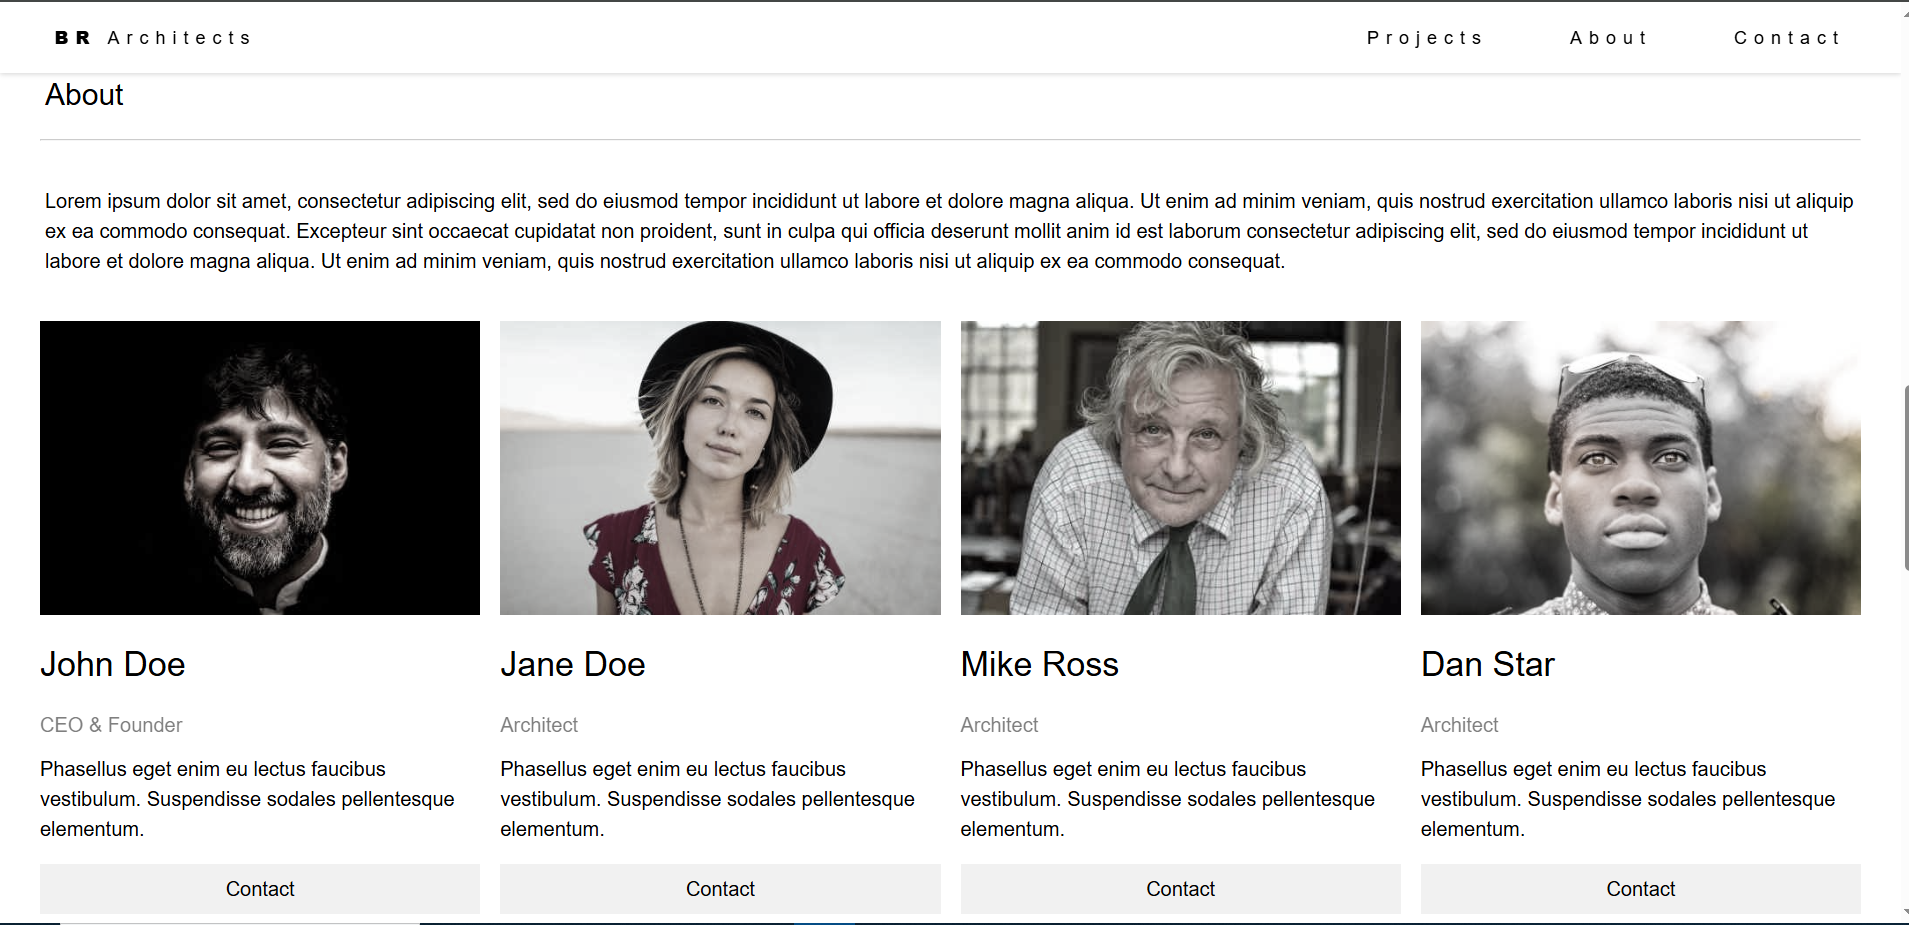 BR Architects
Projects About Contact
About
Lorem ipsum dolor sit amet, consectetur adipiscing elit, sed do eiusmod tempor incididunt ut labore et dolore magna aliqua. Ut enim ad minim veniam, quis nostrud exercitation ullamco laboris nisi ut aliquip
ex ea commodo consequat. Excepteur sint occaecat cupidatat non proident, sunt in culpa qui officia deserunt mollit anim id est laborum consectetur adipiscing elit, sed do eiusmod tempor incididunt ut
labore et dolore magna aliqua. Ut enim ad minim veniam, quis nostrud exercitation ullamco laboris nisi ut aliquip ex ea commodo consequat.
John Doe
CEO & Founder
Phasellus eget enim eu lectus faucibus
vestibulum. Suspendisse sodales pellentesque
elementum.
Contact
Jane Doe
Architect
Phasellus eget enim eu lectus faucibus
vestibulum. Suspendisse sodales pellentesque
elementum.
Contact
Mike Ross
Architect
Phasellus eget enim eu lectus faucibus
vestibulum. Suspendisse sodales pellentesque
elementum.
Contact
Dan Star
Architect
Phasellus eget enim eu lectus faucibus
vestibulum. Suspendisse sodales pellentesque
elementum.
Contact